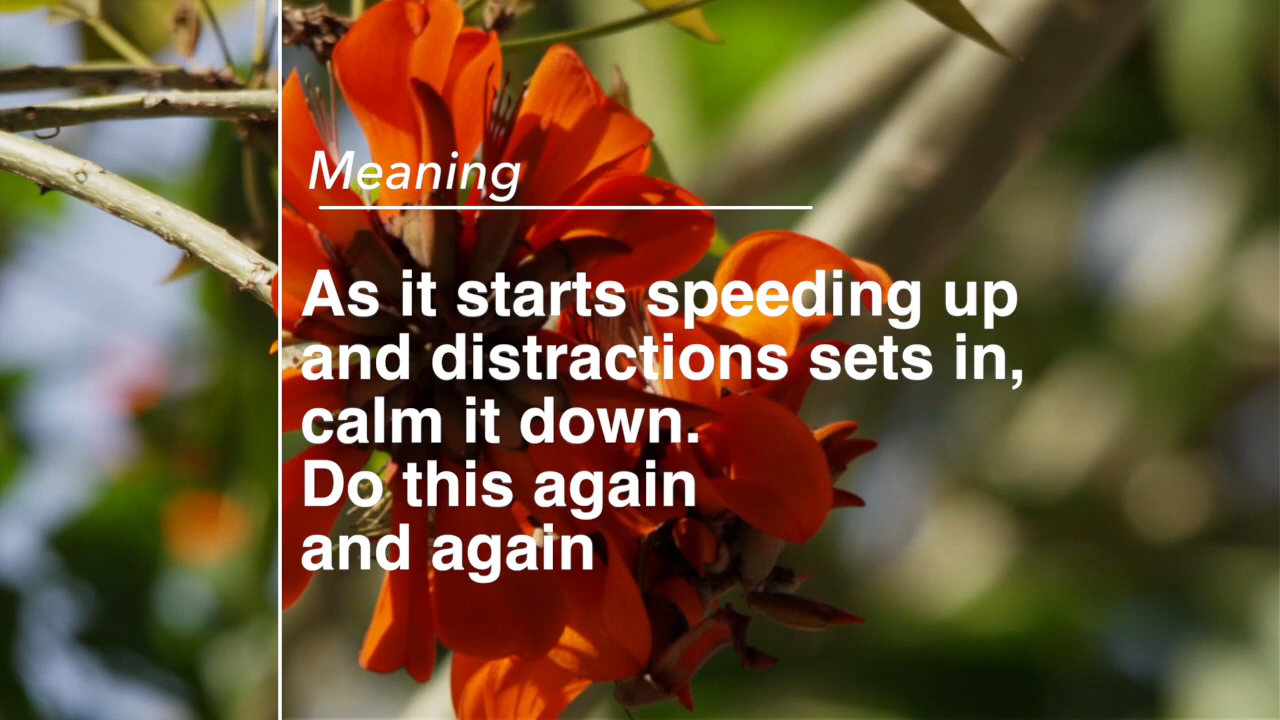 Meaning
As it starts speeding up
and distractions sets in,
calm it down.
Do this again
and again